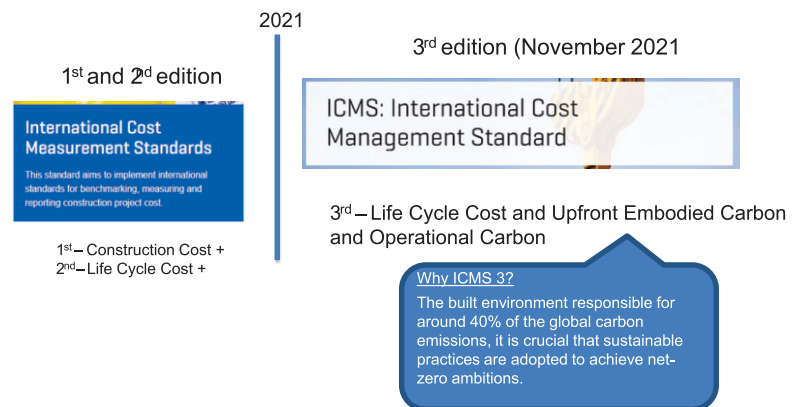 2021
1st and 2nd edition
International Cost
Measurement Standards
This standard aims to implement international
standards for benchmarking, measuring and
reporting construction project cost.
1st– Construction Cost +
2nd–Life Cycle Cost +
3rd edition (November 2021
ICMS: International Cost
Management Standard
3rd – Life Cycle Cost and Upfront Embodied Carbon
and Operational Carbon
Why ICMS 3?
The built environment responsible for
around 40% of the global carbon
emissions, it is crucial that sustainable
practices are adopted to achieve net-
zero ambitions.